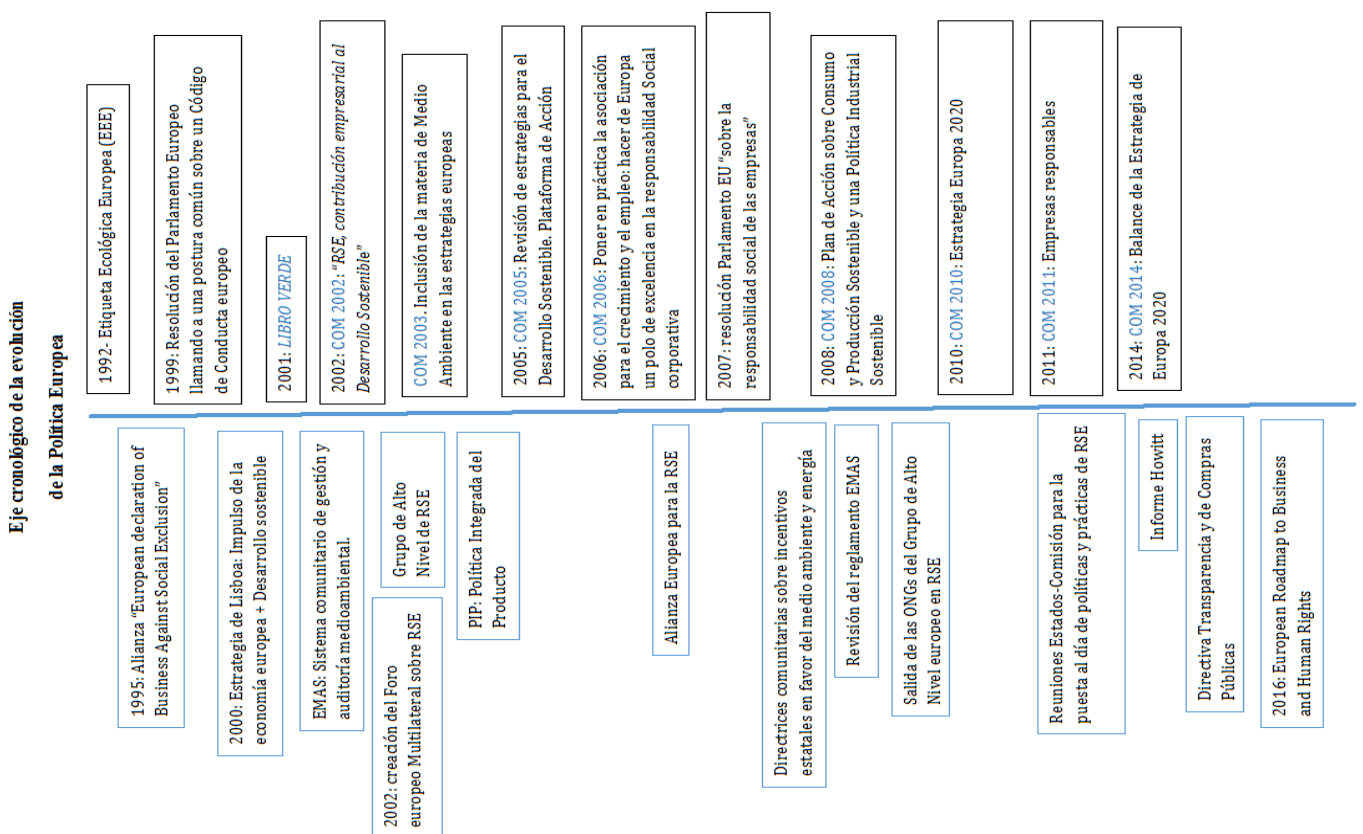 Eje cronológico de la evolución
de la Política Europea
1992- Etiqueta Ecológica Europea (EEE)
1999: Resolución del Parlamento Europeo
llamando a una postura común sobre un Código
de Conducta europeo
2001: LIBRO VERDE
2002: COM 2002: “RSE, contribución empresarial al
Desarrollo Sostenible”
COM 2003. Inclusión de la materia de Medio
Ambiente en las estrategias europeas
2005: COM 2005: Revisión de estrategias para el
Desarrollo Sostenible. Plataforma de Acción
2006: COM 2006: Poner en práctica la asociación
para el crecimiento y el empleo: hacer de Europa
un polo de excelencia en la responsabilidad Social
corporativa
2007: resolución Parlamento EU “sobre la
responsabilidad social de las empresas”
2008: COM 2008: Plan de Acción sobre Consumo
y Producción Sostenible y una Política Industrial
Sostenible
2010: COM 2010: Estrategia Europa 2020
2011: COM 2011: Empresas responsables
2014: COM 2014: Balance de la Estrategia de
Europa 2020
1995: Alianza “European declaration of
Business Against Social Exclusion”
2000: Estrategia de Lisboa: Impulso de la
economía europea + Desarrollo sostenible
EMAS: Sistema comunitario de gestión y
auditoría medioambiental.
Grupo de Alto
Nivel de RSE
2002: creación del Foro
europeo Multilateral sobre RSE
PIP: Política Integrada del
Producto
Alianza Europea para la RSE
Directrices comunitarias sobre incentivos
estatales en favor del medio ambiente y energía
Revisión del reglamento EMAS
Salida de las ONGs del Grupo de Alto
Nivel europeo en RSE
Reuniones Estados-Comisión para la
puesta al día de políticas y prácticas de RSE
Informe Howitt
Directiva Transparencia y de Compras
Públicas
2016: European Roadmap to Business
and Human Rights